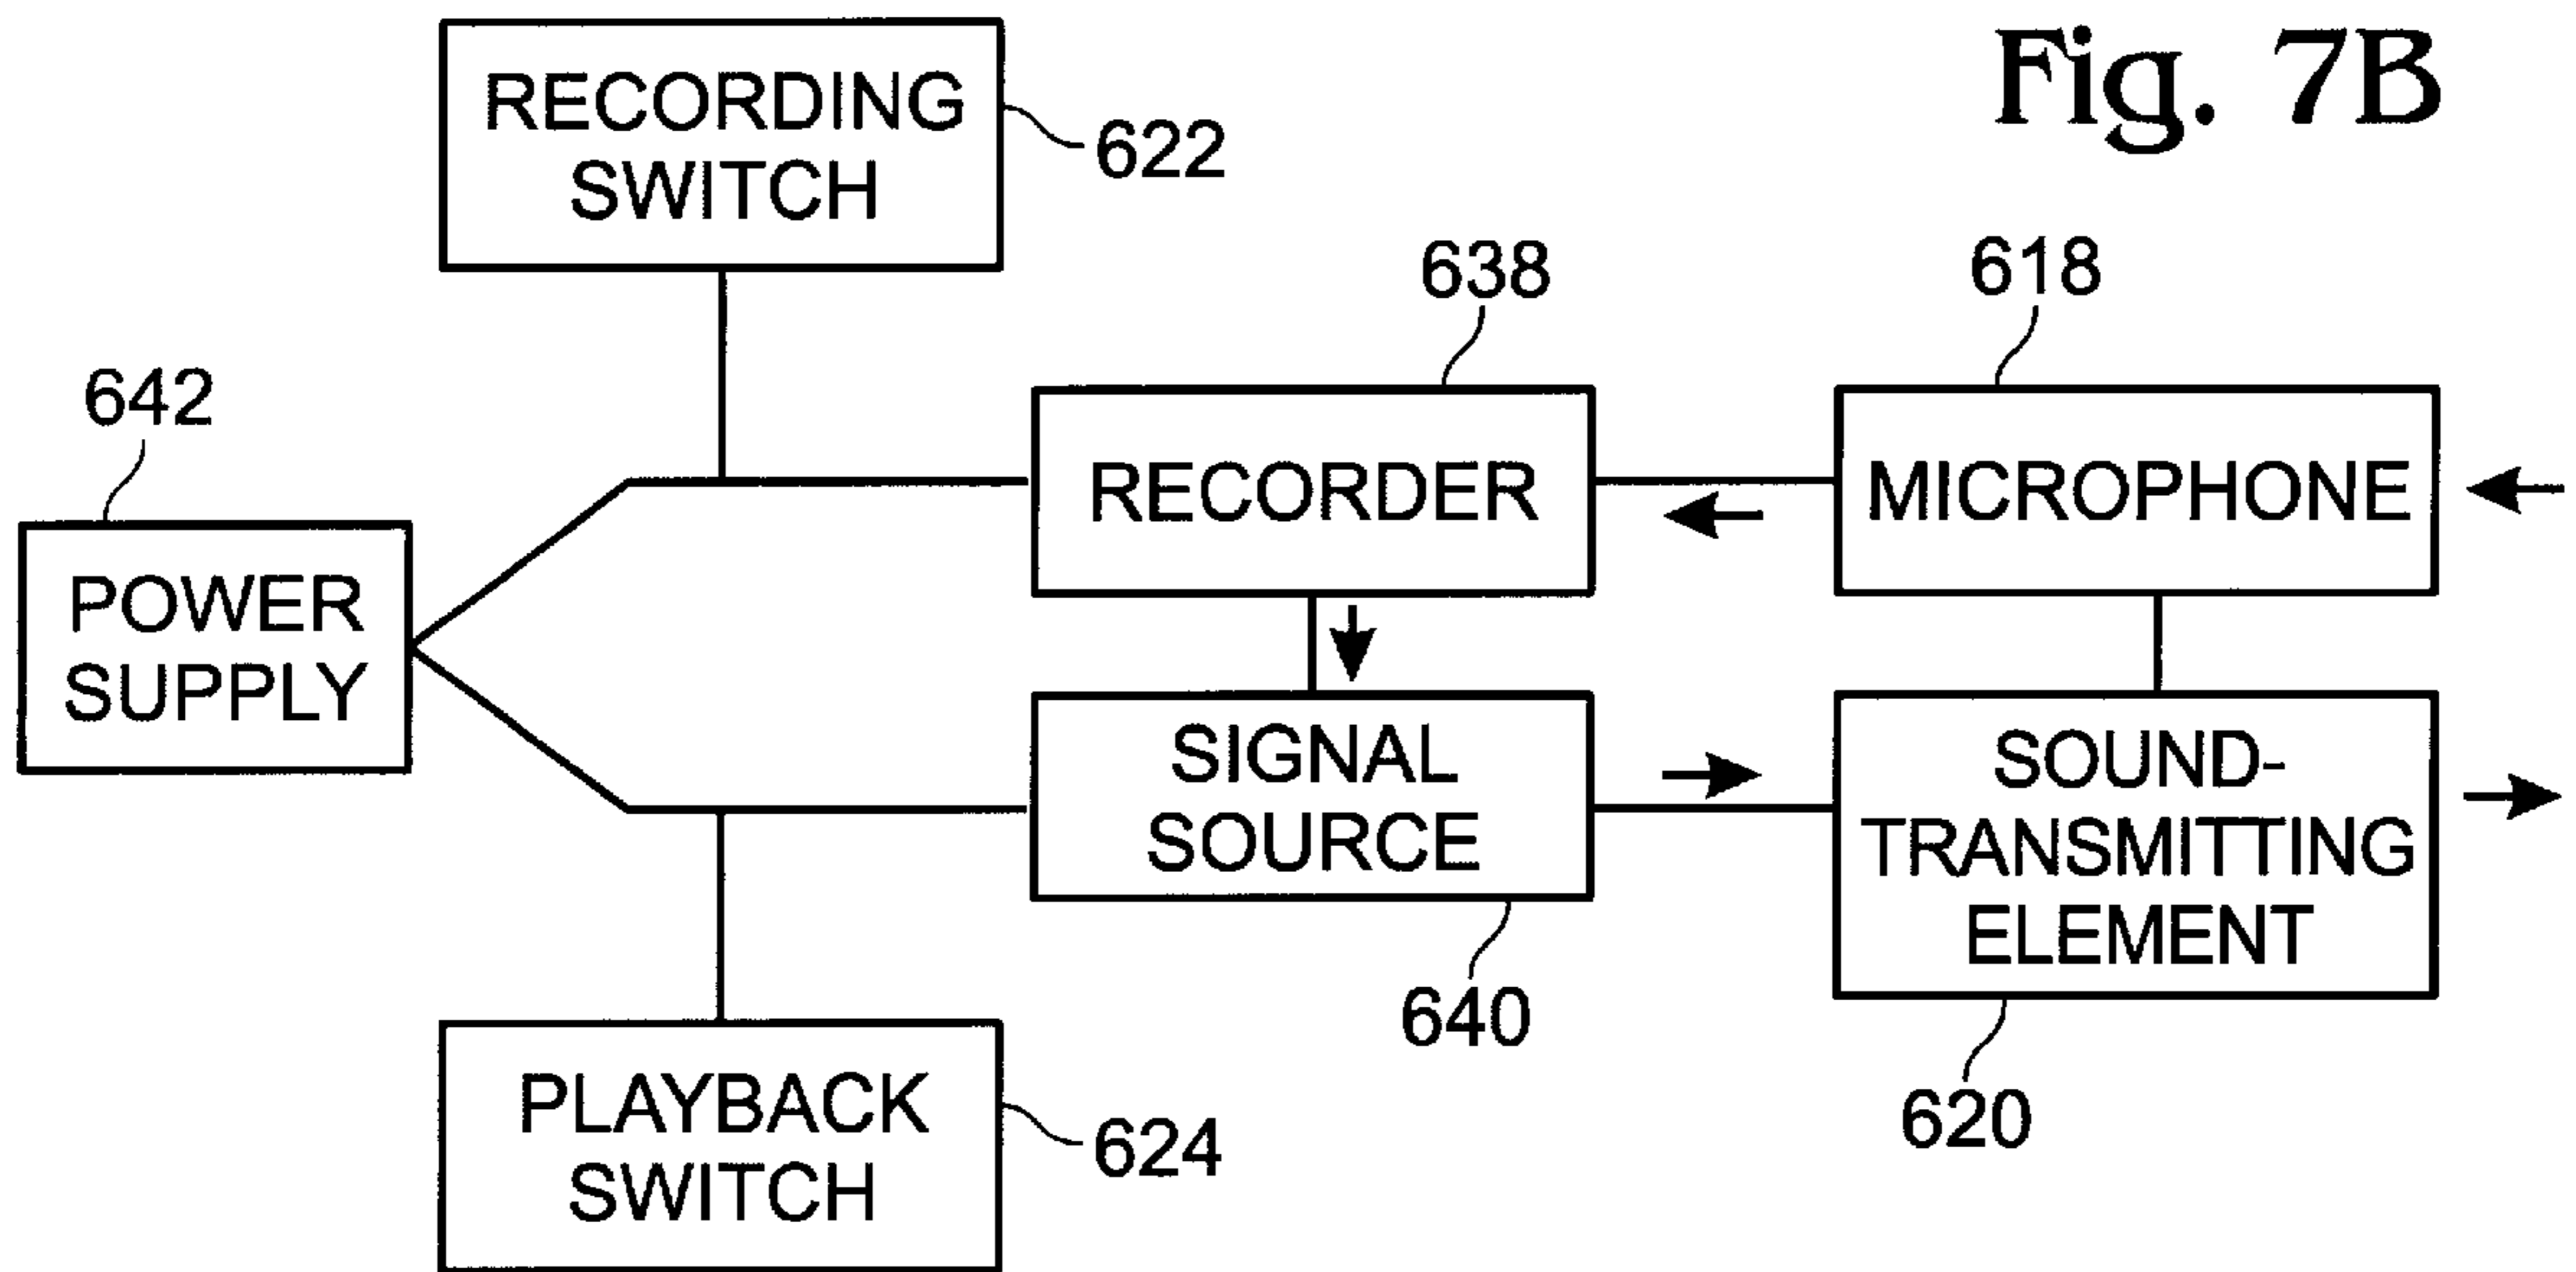 Fig. 7B
RECORDING
SWITCH
622
638
618
642
RECORDER
MICROPHONE
POWER
SUPPLY
SIGNAL
SOURCE
SOUND-
TRANSMITTING
ELEMENT
640
620
PLAYBACK
SWITCH
624